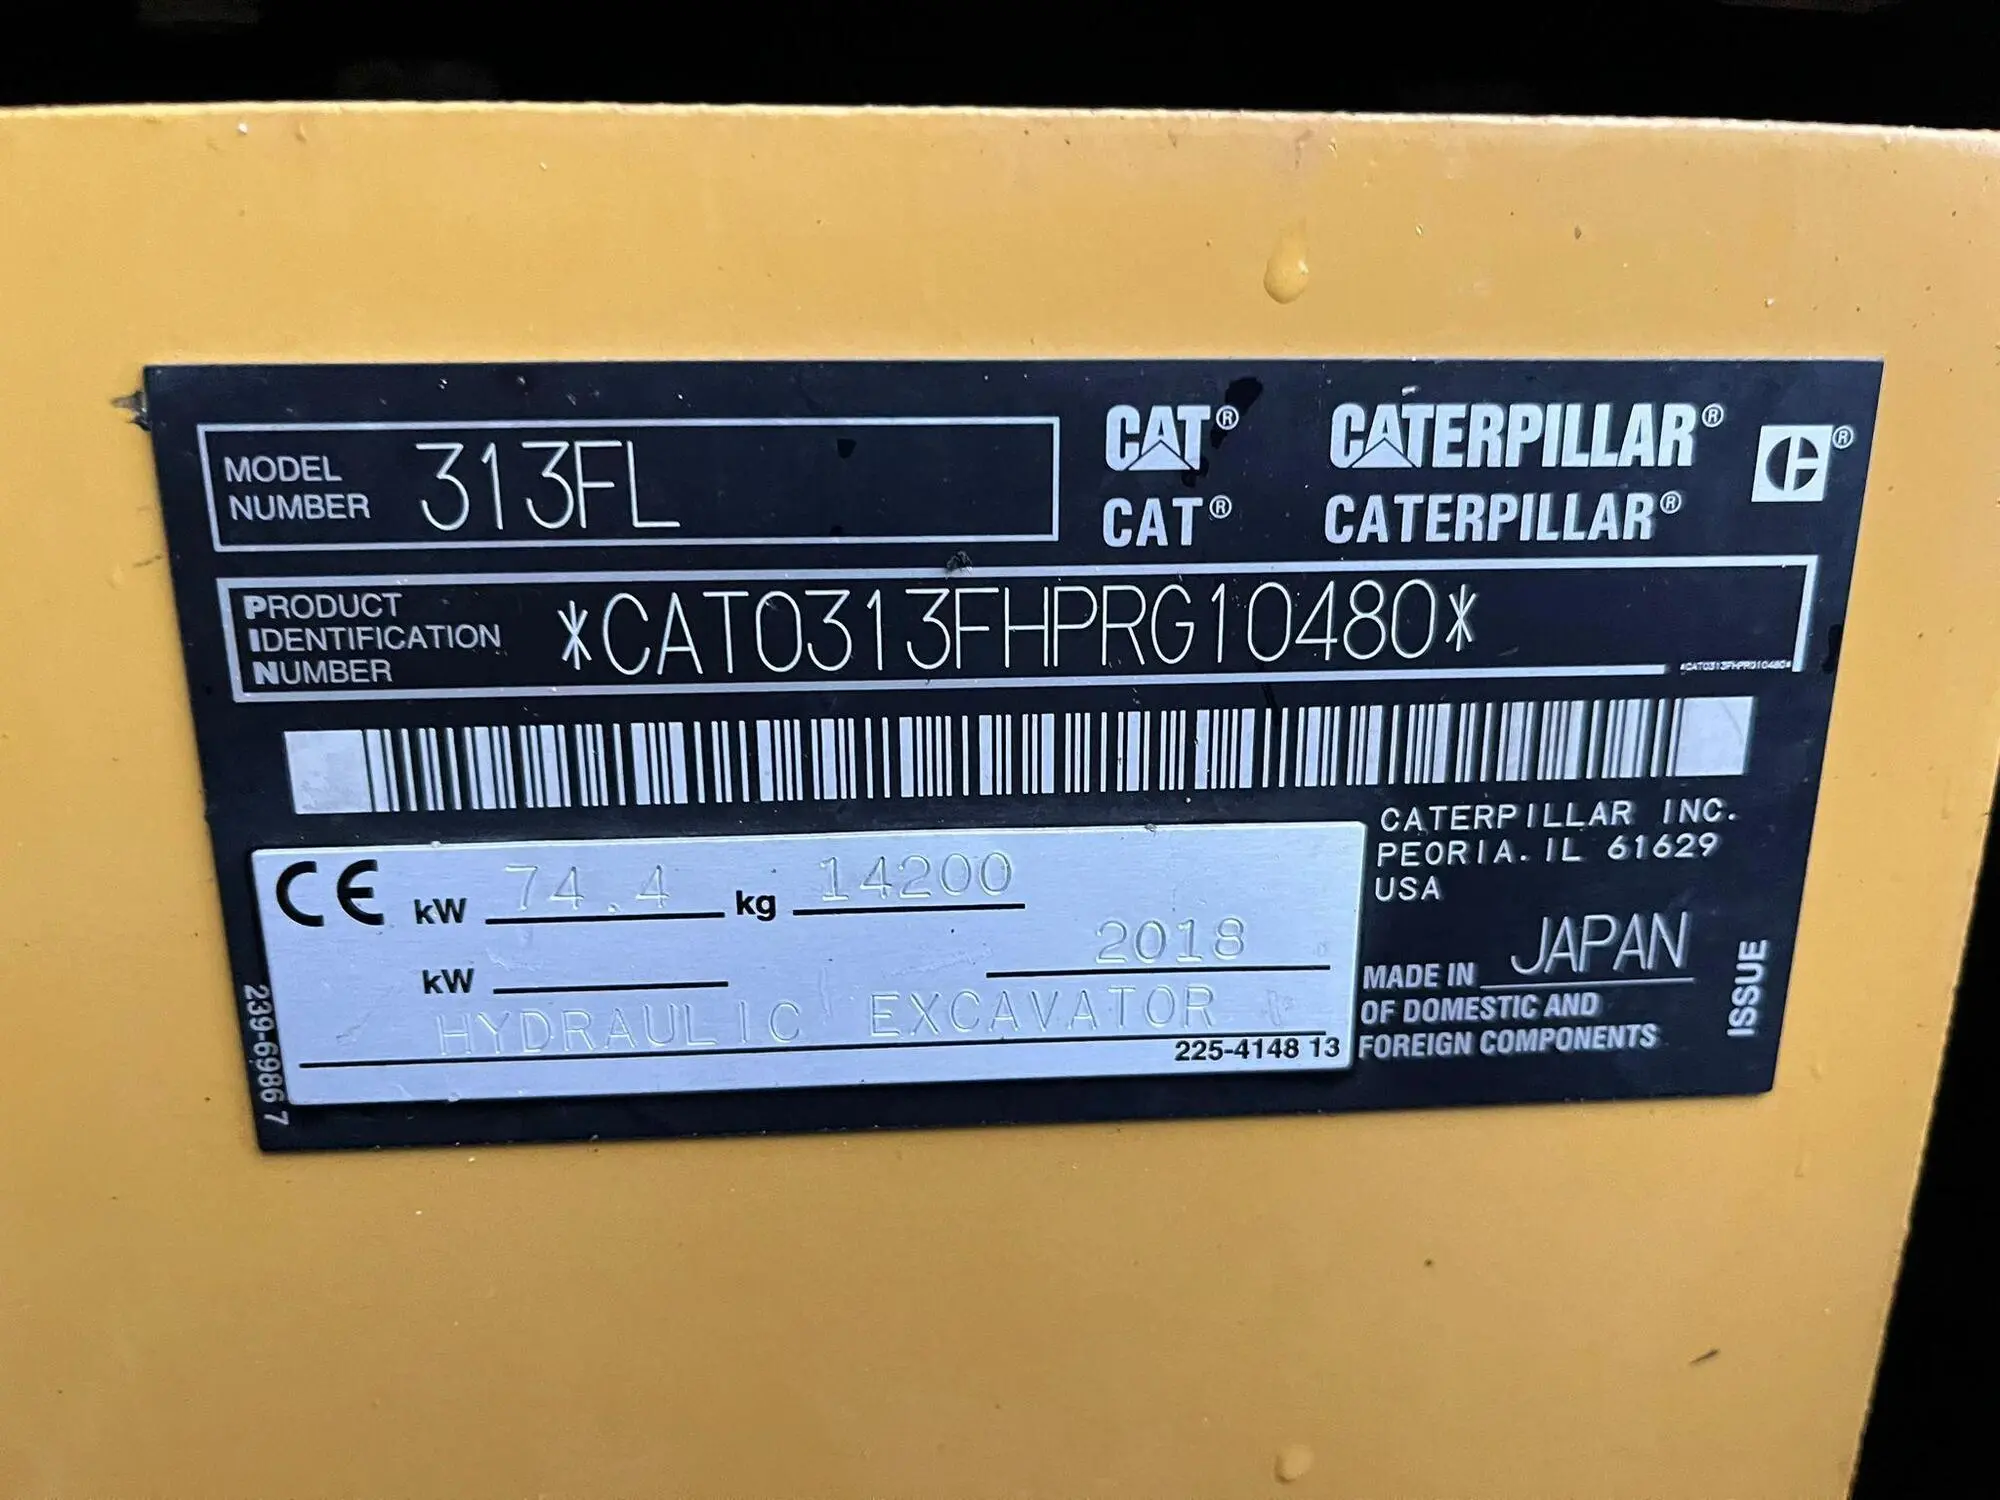 MODEL NUMBER 313FL
CAT® CATERPILLAR®
CAT® CATERPILLAR®
PRODUCT IDENTIFICATION NUMBER *CAT0313FHPRG10480*
*CAT0313FHPRG10480*
CATERPILLAR INC.
PEORIA. IL 61629
USA
CE kW 74.4 kg 14200
kW 2018
HYDRAULIC EXCAVATOR
225-4148 13
MADE IN JAPAN
OF DOMESTIC AND
FOREIGN COMPONENTS
ISSUE
239-6986 7